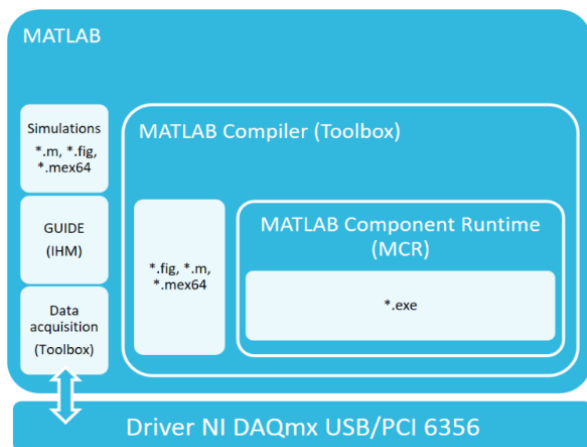 MATLAB
Simulations
*.m, *.fig,
*.mex64
GUIDE
(IHM)
Data
acquisition
(Toolbox)
MATLAB Compiler (Toolbox)
*.fig, *.m,
*.mex64
MATLAB Component Runtime
(MCR)
*.exe
Driver NI DAQmx USB/PCI 6356